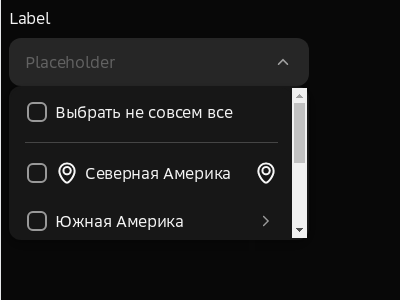 Label
Placeholder
Выбрать не совсем все
Северная Америка
Южная Америка